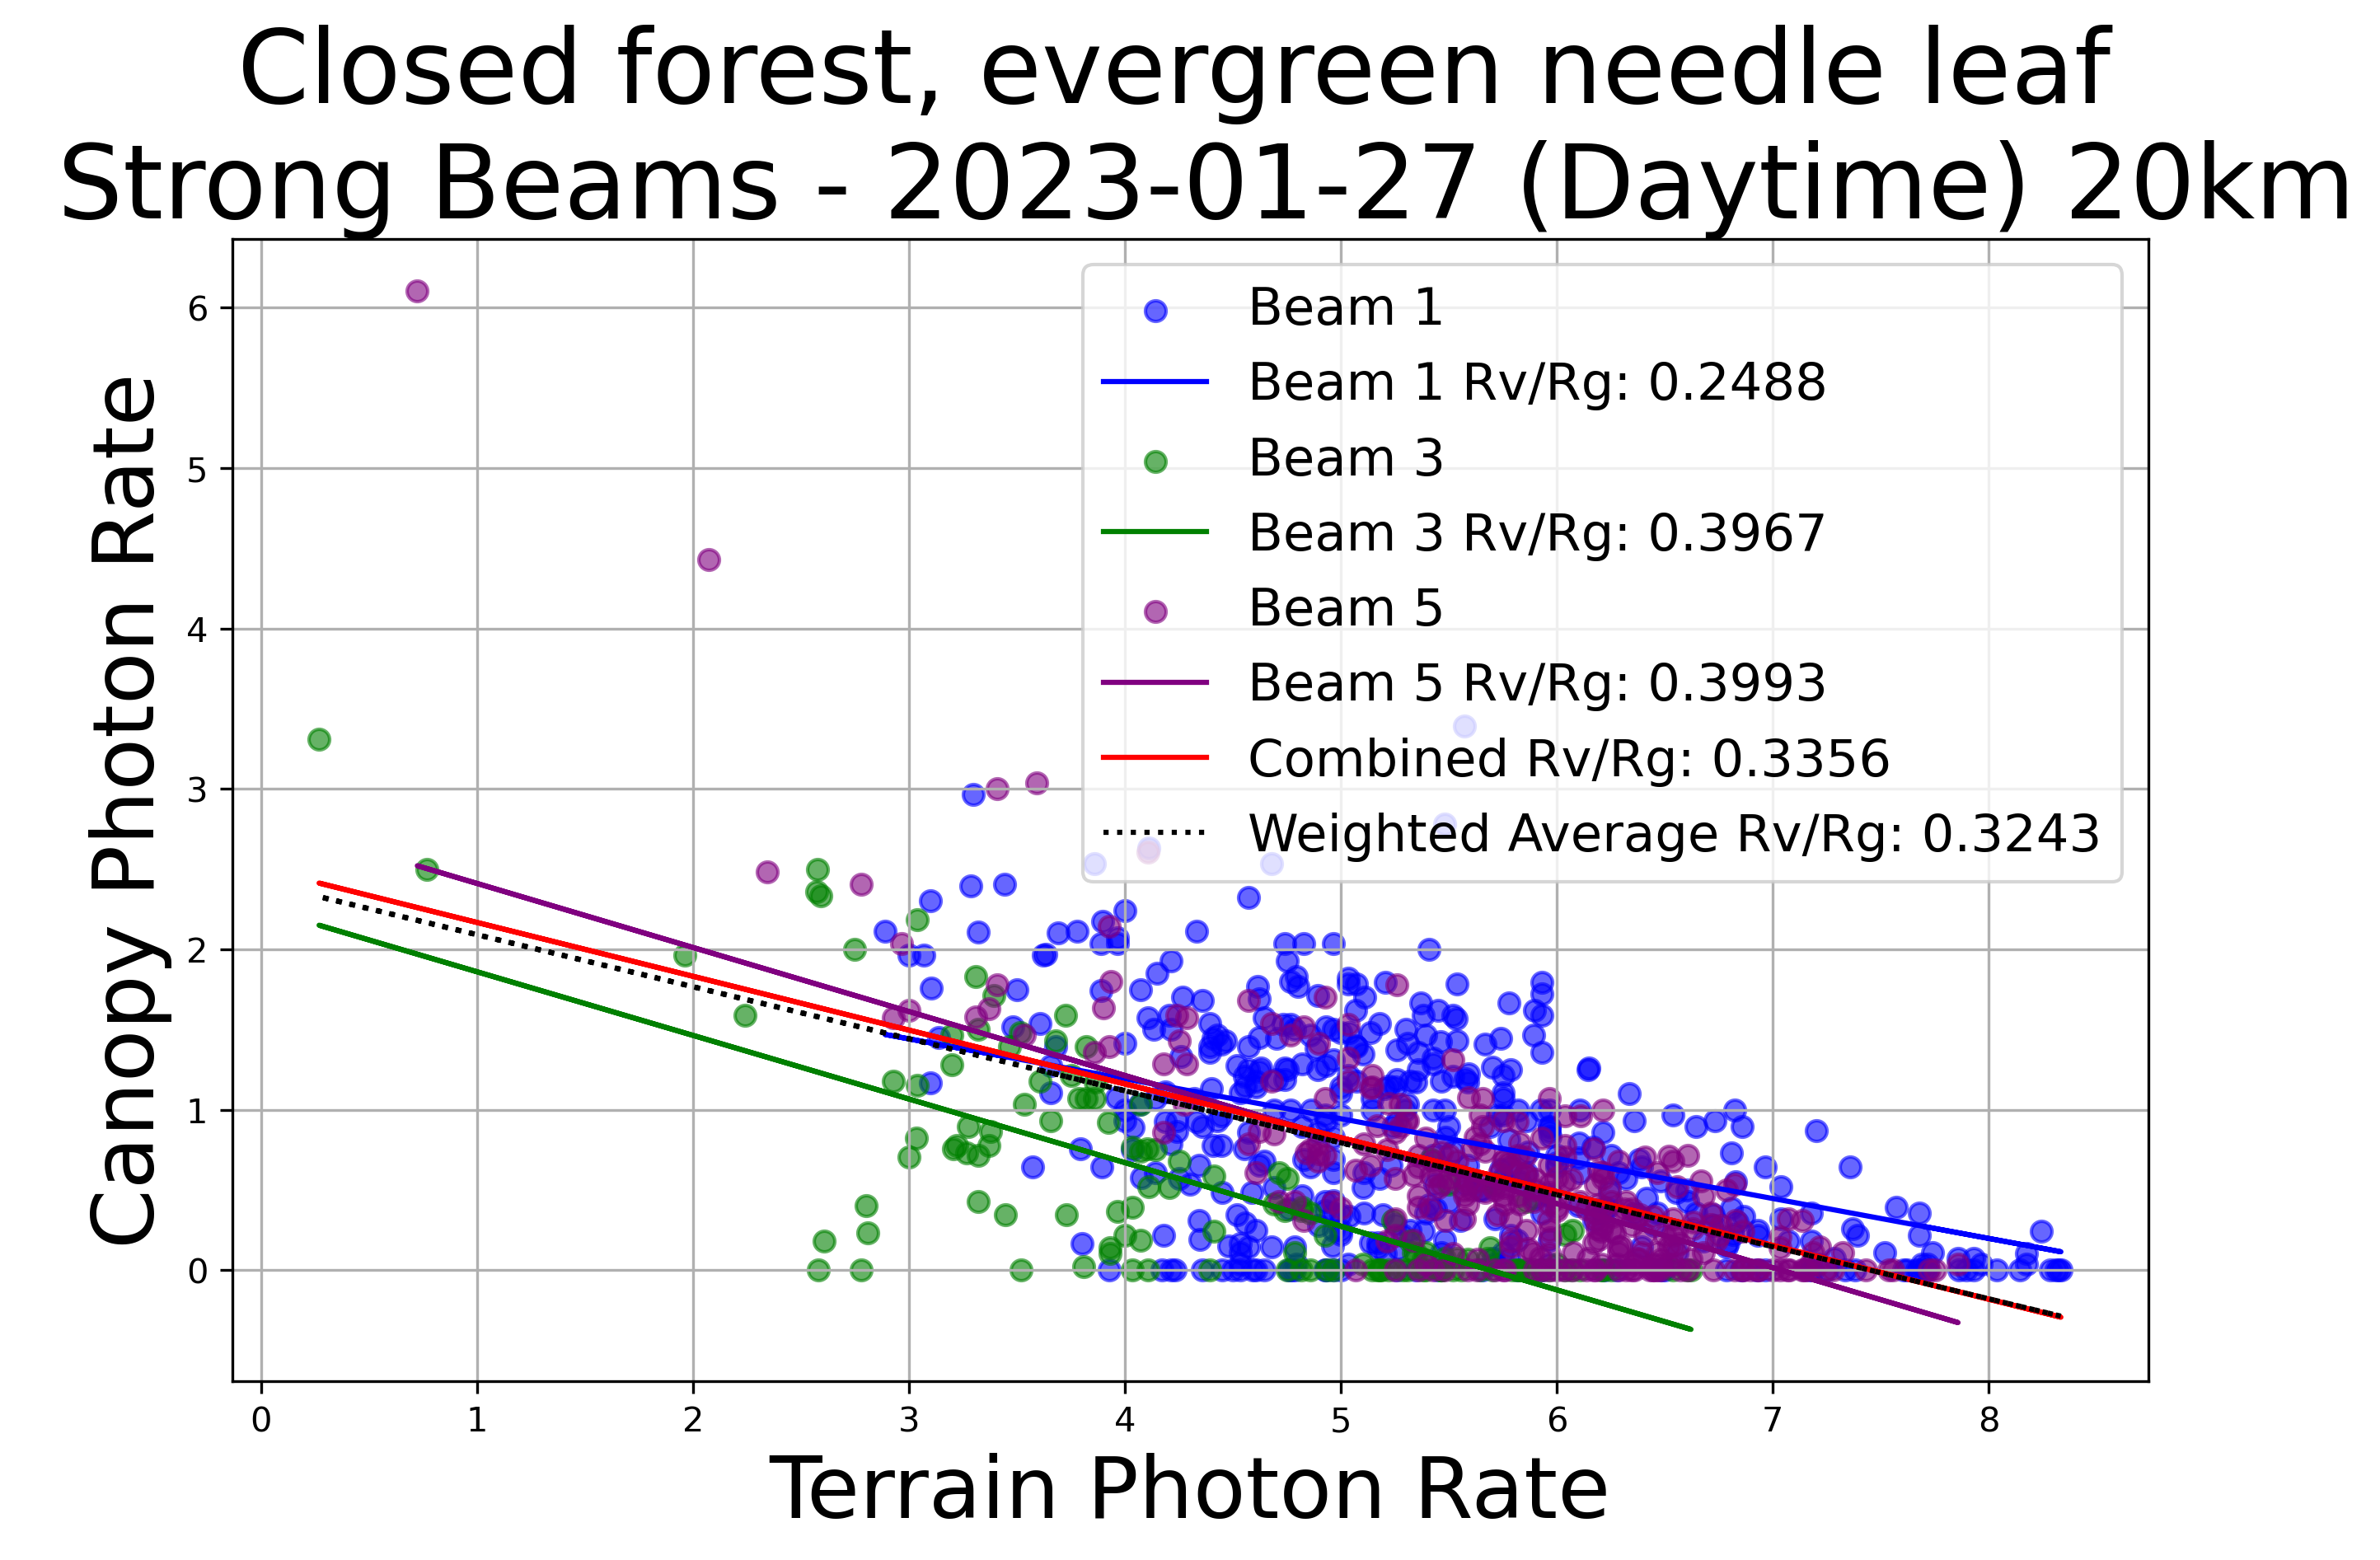 Closed forest, evergreen needle leaf
Strong Beams - 2023-01-27 (Daytime) 20km
Canopy Photon Rate
6
5
4
3
2
1
0
Beam 1
Beam 1 Rv/Rg: 0.2488
Beam 3
Beam 3 Rv/Rg: 0.3967
Beam 5
Beam 5 Rv/Rg: 0.3993
Combined Rv/Rg: 0.3356
Weighted Average Rv/Rg: 0.3243
0 1 2 3 4 5 6 7 8
Terrain Photon Rate